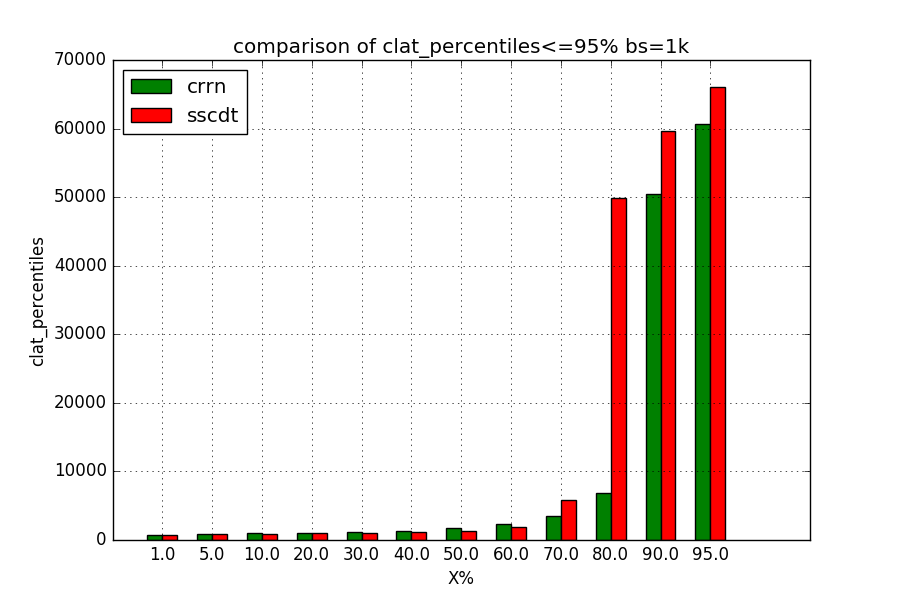 comparison of clat_percentiles<=95% bs=1k
70000
60000
50000
40000
30000
20000
10000
0
clat_percentiles
crrn
sscdt
1.0 5.0 10.0 20.0 30.0 40.0 50.0 60.0 70.0 80.0 90.0 95.0
X%